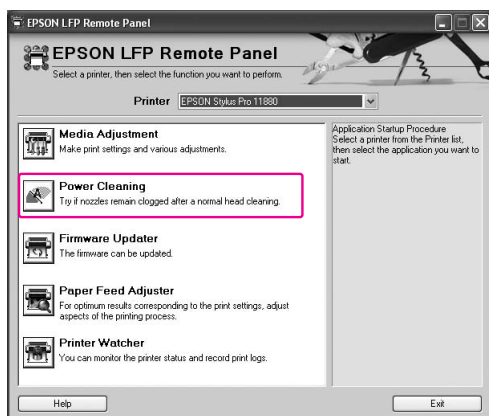 EPSON LFP Remote Panel
EPSON LFP Remote Panel
Select a printer, then select the function you want to perform.
Printer
EPSON Stylus Pro 11880
Media Adjustment
Make print settings and various adjustments.
Power Cleaning
Try if nozzles remain clogged after a normal head cleaning.
Firmware Updater
The firmware can be updated.
Paper Feed Adjuster
For optimum results corresponding to the print settings, adjust
aspects of the printing process.
Printer Watcher
You can monitor the printer status and record print logs.
Application Startup Procedure
Select a printer from the Printer list,
then select the application you want to
start.
Help
Exit